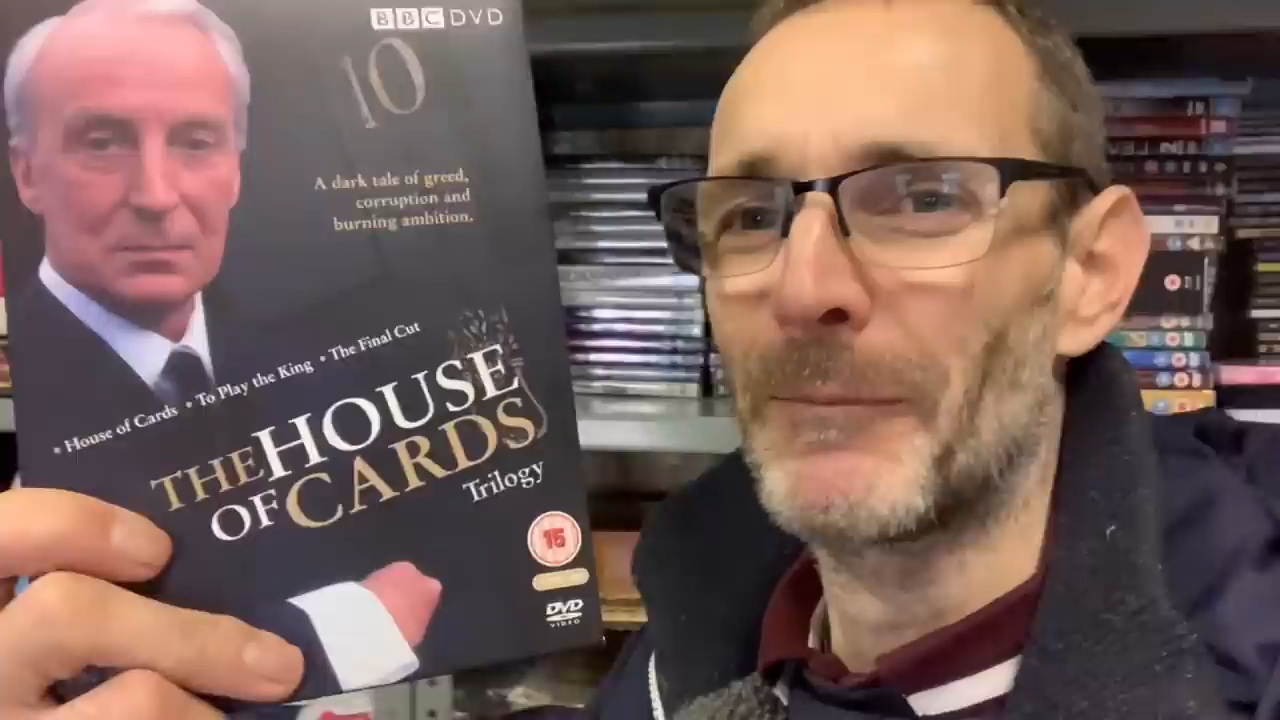 BBC DVD
10
A dark tale of greed,
corruption and
burning ambition.
• House of Cards • To Play the King • The Final Cut
THE HOUSE
OF CARDS
Trilogy
15
DVD
VIDEO